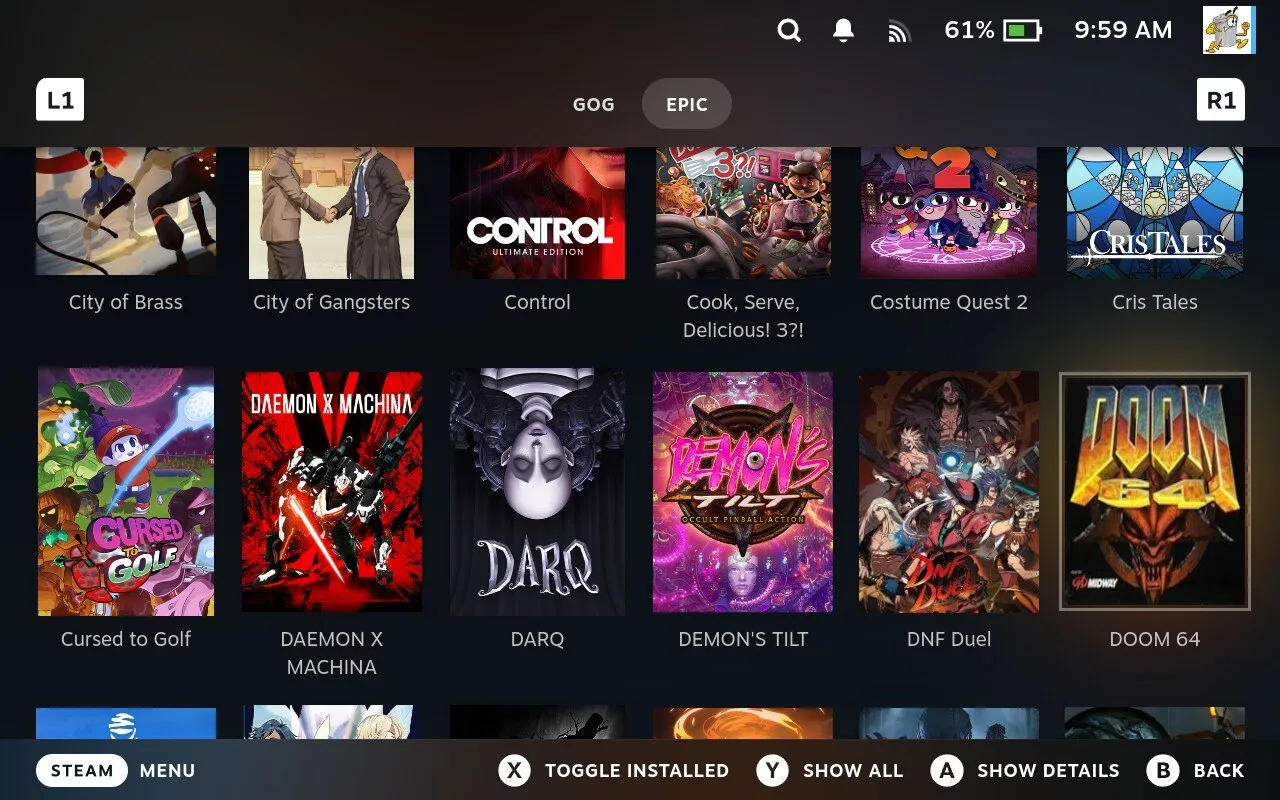 61%
9:59 AM
L1
GOG
EPIC
R1
3?!
2
CONTROL
ULTIMATE EDITION
CRISTALES
City of Brass
City of Gangsters
Control
Cook, Serve,
Delicious! 3?!
Costume Quest 2
Cris Tales
CURSED
TO
GOLF
DAEMON X MACHINA
DARQ
DEMON'S
TILT
OCCULT PINBALL ACTION
DNF
DUEL
DOOM
64
MIDWAY
Cursed to Golf
DAEMON X
MACHINA
DARQ
DEMON'S TILT
DNF Duel
DOOM 64
STEAM
MENU
X
TOGGLE INSTALLED
Y
SHOW ALL
A
SHOW DETAILS
B
BACK